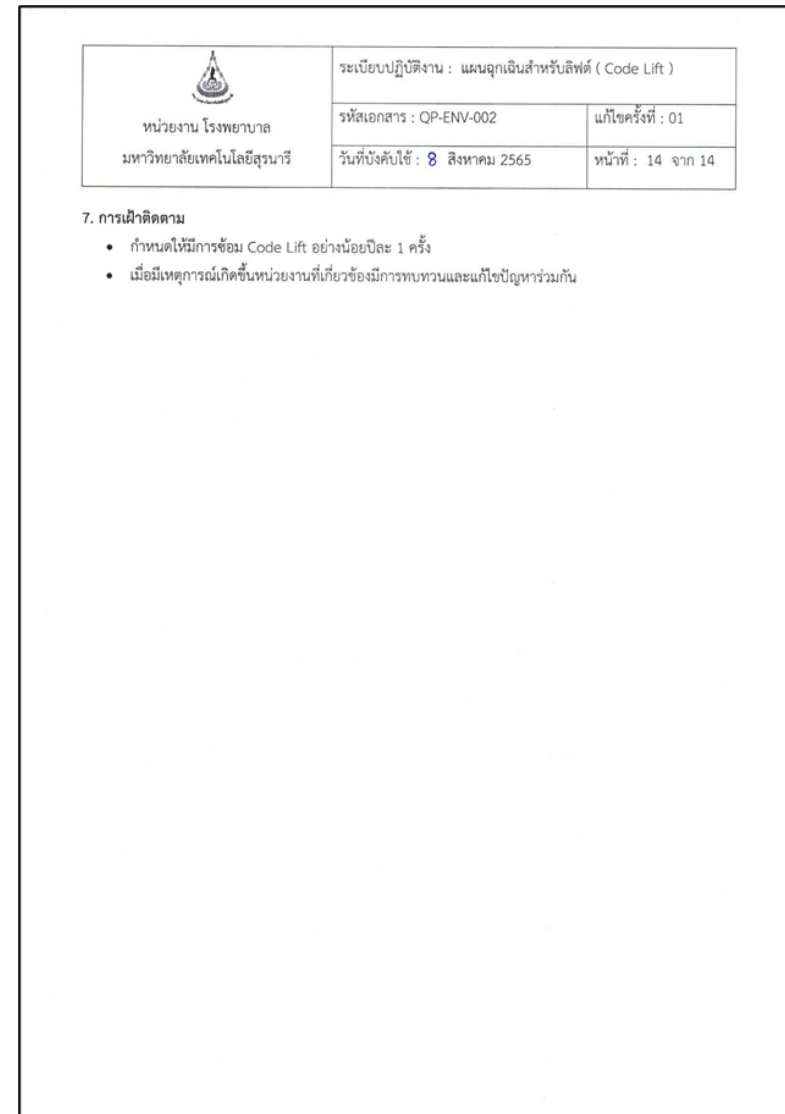 ระเบียบปฏิบัติงาน : แผนฉุกเฉินสำหรับลิฟต์ ( Code Lift )
หน่วยงาน โรงพยาบาล
มหาวิทยาลัยเทคโนโลยีสุรนารี
รหัสเอกสาร : QP-ENV-002
แก้ไขครั้งที่ : 01
วันที่บังคับใช้ : 8 สิงหาคม 2565
หน้าที่ : 14 จาก 14
7. การเฝ้าติดตาม
• กำหนดให้มีการซ้อม Code Lift อย่างน้อยปีละ 1 ครั้ง
• เมื่อมีเหตุการณ์เกิดขึ้นหน่วยงานที่เกี่ยวข้องมีการทบทวนและแก้ไขปัญหาร่วมกัน